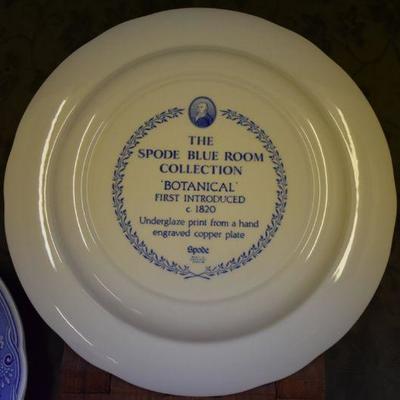 THE
SPODE BLUE ROOM
COLLECTION
'BOTANICAL'
FIRST INTRODUCED
c. 1820
Underglaze print from a hand
engraved copper plate
Spode